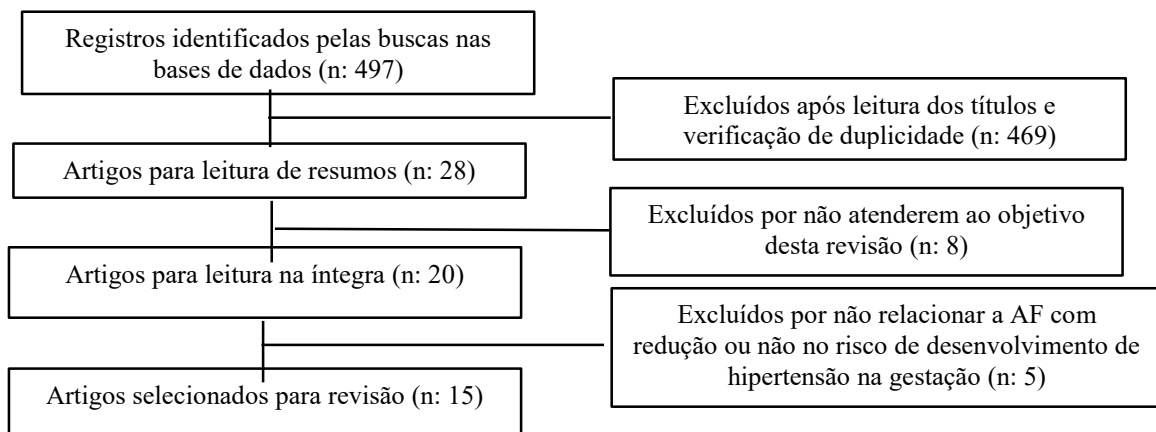 Registros identificados pelas buscas nas
bases de dados (n: 497)
Excluídos após leitura dos títulos e
verificação de duplicidade (n: 469)
Artigos para leitura de resumos (n: 28)
Excluídos por não atenderem ao objetivo
desta revisão (n: 8)
Artigos para leitura na íntegra (n: 20)
Excluídos por não relacionar a AF com
redução ou não no risco de desenvolvimento de
hipertensão na gestação (n: 5)
Artigos selecionados para revisão (n: 15)